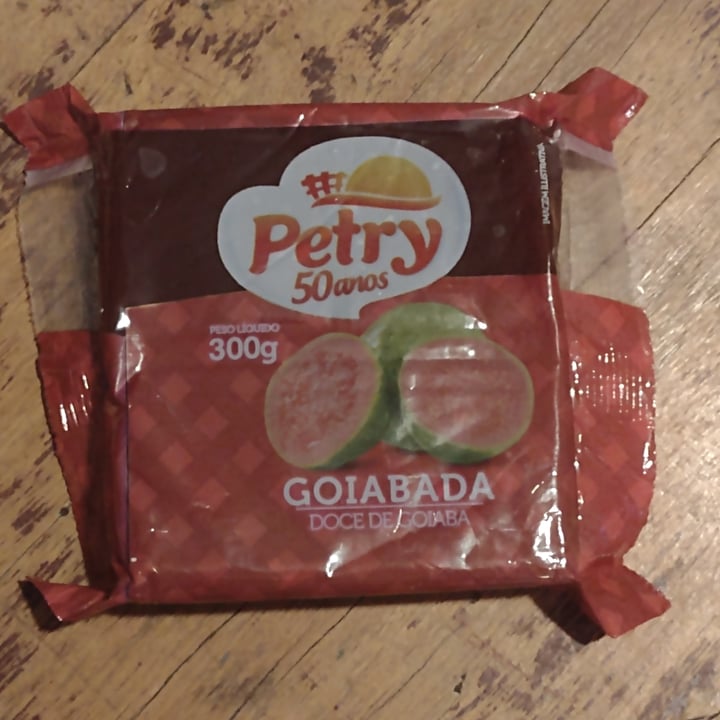 Petry
50 anos
IMAGEM ILUSTRATIVA
PESO LÍQUIDO
300g
GOIABADA
DOCE DE GOIABA